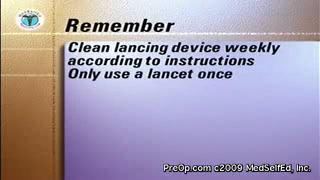 Remember
Clean lancing device weekly
according to instructions
Only use a lancet once
PreOp.com c2009 MedSelfEd, Inc.